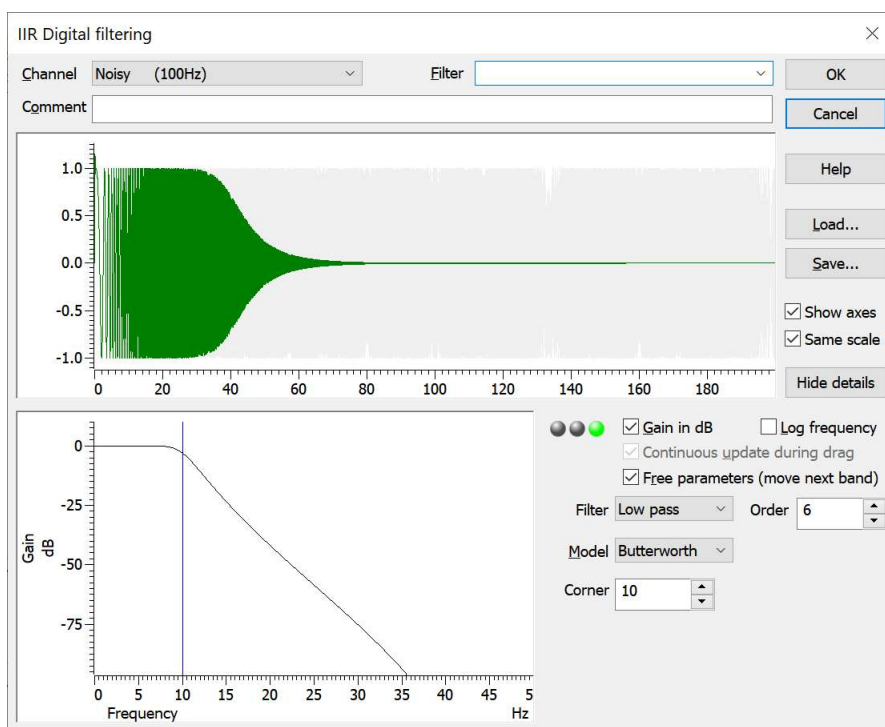 IIR Digital filtering
Channel Noisy (100Hz) Filter OK
Comment Cancel
1.0
0.5
0.0
-0.5
-1.0
0 20 40 60 80 100 120 140 160 180
Help
Load...
Save...
Show axes
Same scale
Hide details
0
-25
-50
-75
Gain
dB
0 5 10 15 20 25 30 35 40 45 5
Frequency Hz
Gain in dB Log frequency
Continuous update during drag
Free parameters (move next band)
Filter Low pass Order 6
Model Butterworth
Corner 10